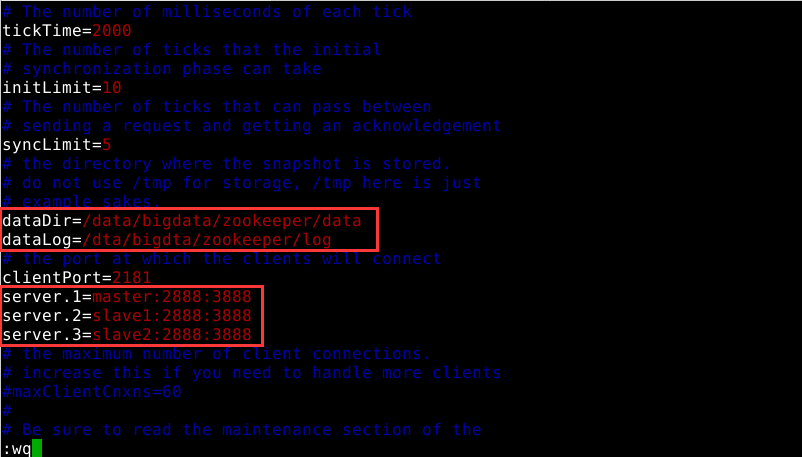 # The number of milliseconds of each tick
tickTime=2000
# The number of ticks that the initial
# synchronization phase can take
initLimit=10
# The number of ticks that can pass between
# sending a request and getting an acknowledgement
syncLimit=5
# the directory where the snapshot is stored.
# do not use /tmp for storage, /tmp here is just
# example sakes.
dataDir=/data/bigdata/zookeeper/data
dataLog=/dta/bigdta/zookeeper/log
# the port at which the clients will connect
clientPort=2181
server.1=master:2888:3888
server.2=slave1:2888:3888
server.3=slave2:2888:3888
# the maximum number of client connections.
# increase this if you need to handle more clients
#maxClientCnxns=60
#
# Be sure to read the maintenance section of the
:wq